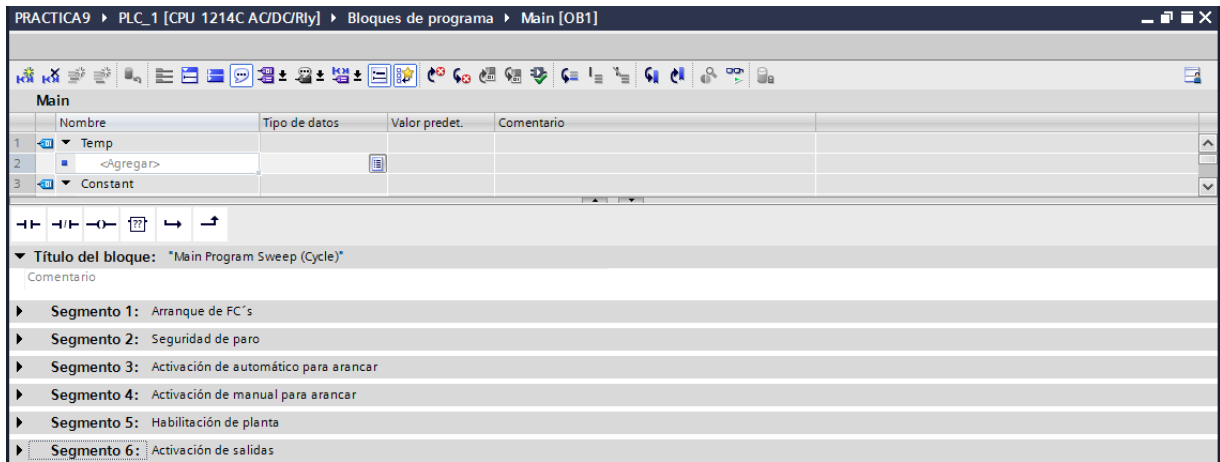 PRACTICA9 ▸ PLC_1 [CPU 1214C AC/DC/Rly] ▸ Bloques de programa ▸ Main [OB1]
Main
Nombre Tipo de datos Valor predet. Comentario
1 Temp
2 <Agregar>
3 Constant
??
Título del bloque: "Main Program Sweep (Cycle)"
Comentario
Segmento 1: Arranque de FC´s
Segmento 2: Seguridad de paro
Segmento 3: Activación de automático para arancar
Segmento 4: Activación de manual para arancar
Segmento 5: Habilitación de planta
Segmento 6: Activación de salidas